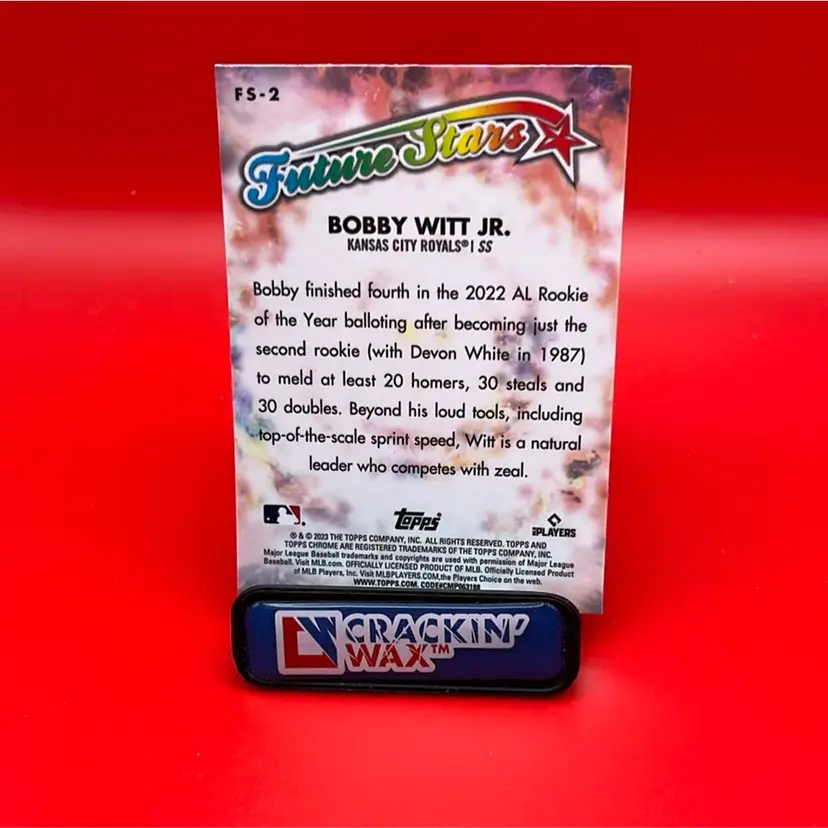 FS-2
Future Stars
BOBBY WITT JR.
KANSAS CITY ROYALS® | SS
Bobby finished fourth in the 2022 AL Rookie
of the Year balloting after becoming just the
second rookie (with Devon White in 1987)
to meld at least 20 homers, 30 steals and
30 doubles. Beyond his loud tools, including
top-of-the-scale sprint speed, Witt is a natural
leader who competes with zeal.
Topps®
PLAYERS
® & © 2023 THE TOPPS COMPANY, INC. ALL RIGHTS RESERVED. TOPPS AND
TOPPS CHROME ARE REGISTERED TRADEMARKS OF THE TOPPS COMPANY, INC.
Major League Baseball trademarks and copyrights are used with permission of Major League
Baseball. Visit MLB.com. OFFICIALLY LICENSED PRODUCT OF MLB. Officially Licensed Product
of MLB Players, Inc. Visit MLBPLAYERS.COM, the Players Choice on the web.
WWW.TOPPS.COM. CODE#CMP063188
CW CRACKIN'
WAX™